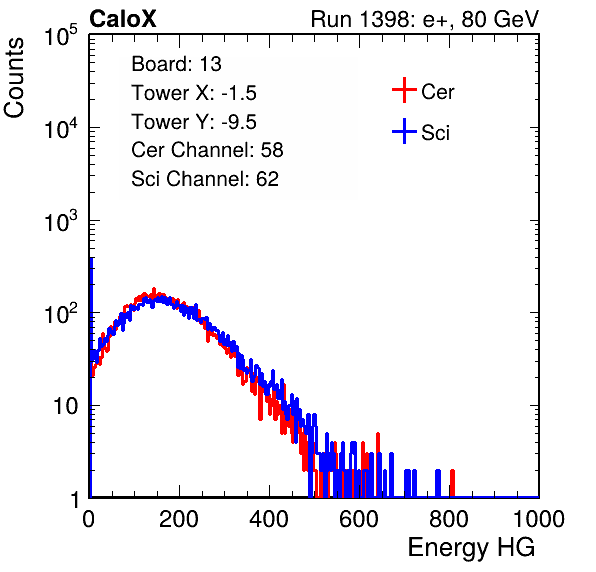 CaloX Run 1398: e+, 80 GeV
Counts
10^5
10^4
10^3
10^2
10
1
Board: 13
Tower X: -1.5
Tower Y: -9.5
Cer Channel: 58
Sci Channel: 62
Cer
Sci
0 200 400 600 800 1000
Energy HG